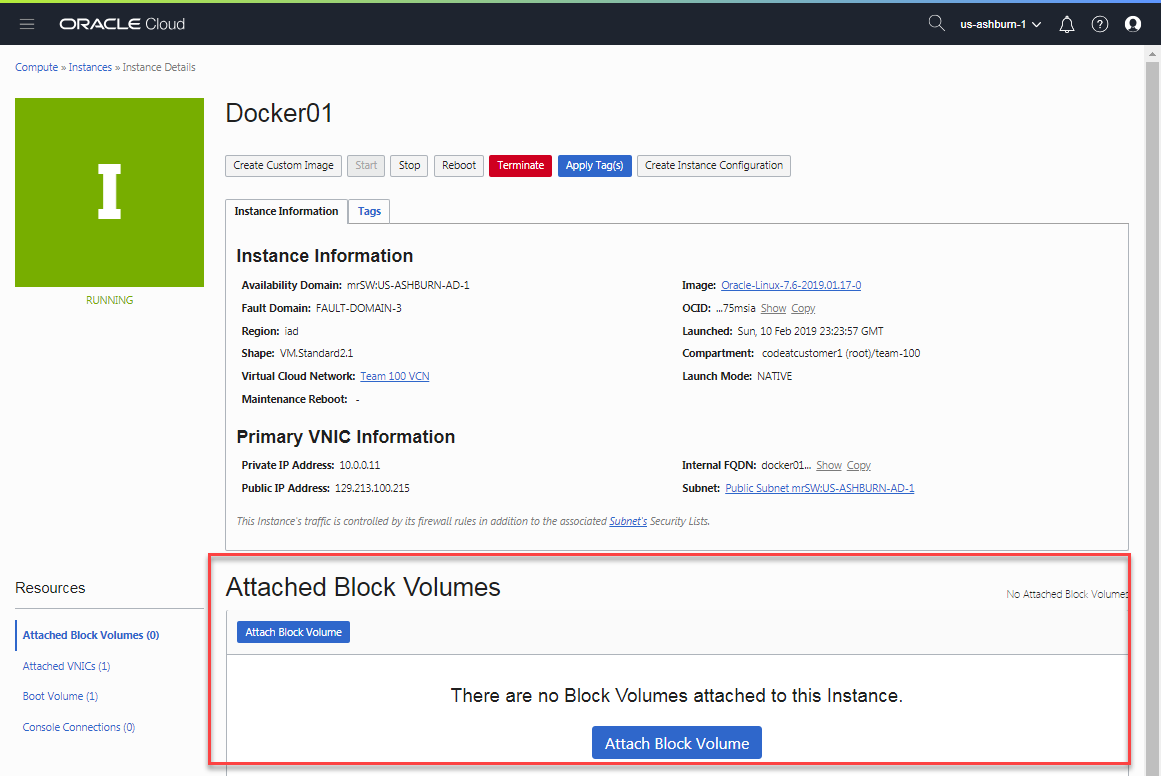 ORACLE Cloud
us-ashburn-1
Compute » Instances » Instance Details
I
RUNNING
Docker01
Create Custom Image Start Stop Reboot Terminate Apply Tag(s) Create Instance Configuration
Instance Information Tags
Instance Information
Availability Domain: mrSW:US-ASHBURN-AD-1
Fault Domain: FAULT-DOMAIN-3
Region: iad
Shape: VM.Standard2.1
Virtual Cloud Network: Team 100 VCN
Maintenance Reboot: -
Image: Oracle-Linux-7.6-2019.01.17-0
OCID: ...75msia Show Copy
Launched: Sun, 10 Feb 2019 23:23:57 GMT
Compartment: codeatcustomer1 (root)/team-100
Launch Mode: NATIVE
Primary VNIC Information
Private IP Address: 10.0.0.11
Public IP Address: 129.213.100.215
Internal FQDN: docker01... Show Copy
Subnet: Public Subnet mrSW:US-ASHBURN-AD-1
This Instance's traffic is controlled by its firewall rules in addition to the associated Subnet's Security Lists.
Resources
Attached Block Volumes (0)
Attached VNICs (1)
Boot Volume (1)
Console Connections (0)
Attached Block Volumes
No Attached Block Volumes
Attach Block Volume
There are no Block Volumes attached to this Instance.
Attach Block Volume